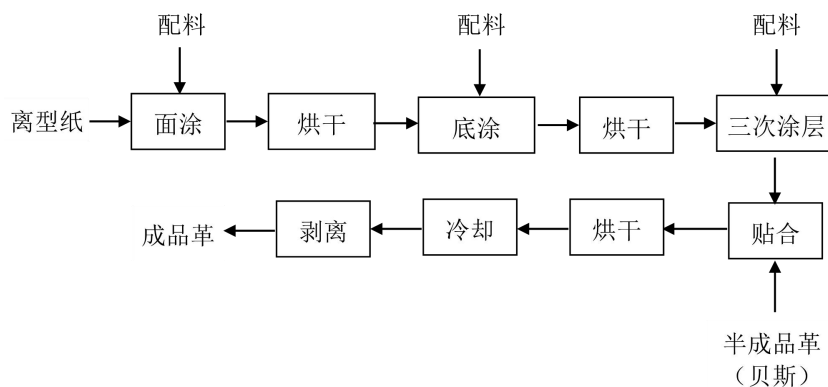 配料
配料
配料
离型纸
面涂
烘干
底涂
烘干
三次涂层
成品革
剥离
冷却
烘干
贴合
半成品革
（贝斯）